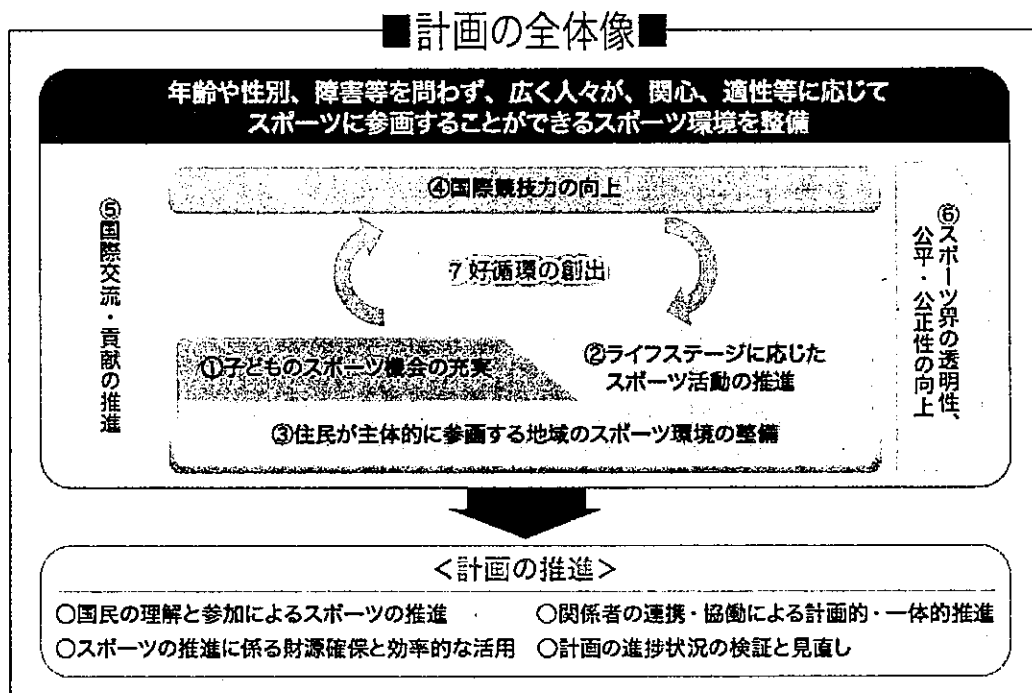 ■計画の全体像■
年齢や性別、障害等を問わず、広く人々が、関心、適性等に応じて
スポーツに参画することができるスポーツ環境を整備
④国際競技力の向上
⑤国際交流・貢献の推進
7 好循環の創出
⑥スポーツ界の透明性、
公平・公正性の向上
①子どものスポーツ機会の充実
②ライフステージに応じた
スポーツ活動の推進
③住民が主体的に参画する地域のスポーツ環境の整備
＜計画の推進＞
○国民の理解と参加によるスポーツの推進
○関係者の連携・協働による計画的・一体的推進
○スポーツの推進に係る財源確保と効率的な活用
○計画の進捗状況の検証と見直し